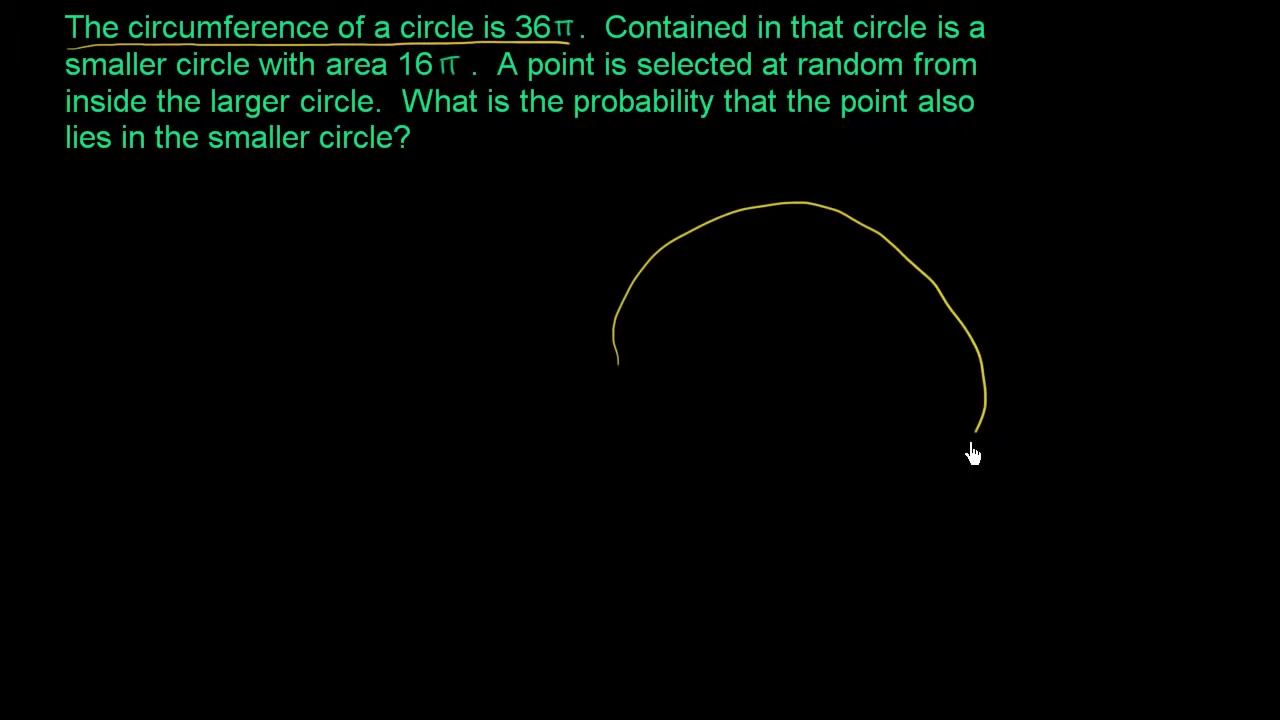 The circumference of a circle is 36π. Contained in that circle is a
smaller circle with area 16π. A point is selected at random from
inside the larger circle. What is the probability that the point also
lies in the smaller circle?